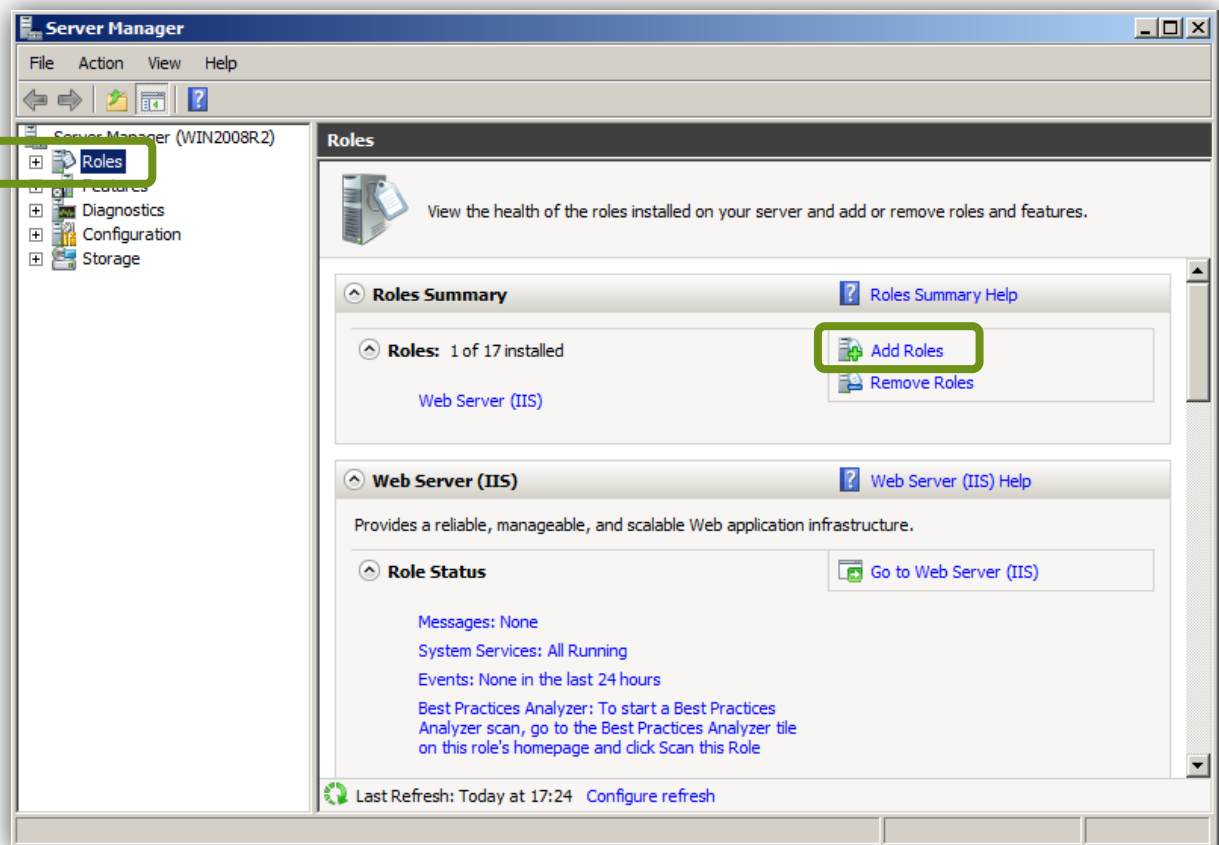 Server Manager
File Action View Help
Server Manager (WIN2008R2)
Roles
Features
Diagnostics
Configuration
Storage
Roles
View the health of the roles installed on your server and add or remove roles and features.
Roles Summary
Roles Summary Help
Roles: 1 of 17 installed
Add Roles
Remove Roles
Web Server (IIS)
Web Server (IIS)
Web Server (IIS) Help
Provides a reliable, manageable, and scalable Web application infrastructure.
Role Status
Go to Web Server (IIS)
Messages: None
System Services: All Running
Events: None in the last 24 hours
Best Practices Analyzer: To start a Best Practices
Analyzer scan, go to the Best Practices Analyzer tile
on this role's homepage and click Scan this Role
Last Refresh: Today at 17:24 Configure refresh